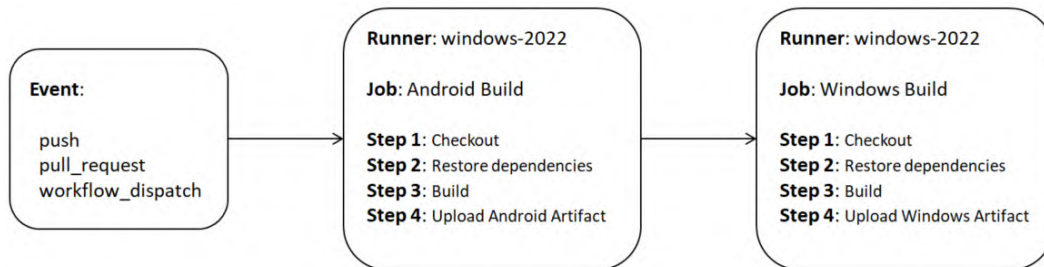 Event:
push
pull_request
workflow_dispatch
Runner: windows-2022
Job: Android Build
Step 1: Checkout
Step 2: Restore dependencies
Step 3: Build
Step 4: Upload Android Artifact
Runner: windows-2022
Job: Windows Build
Step 1: Checkout
Step 2: Restore dependencies
Step 3: Build
Step 4: Upload Windows Artifact